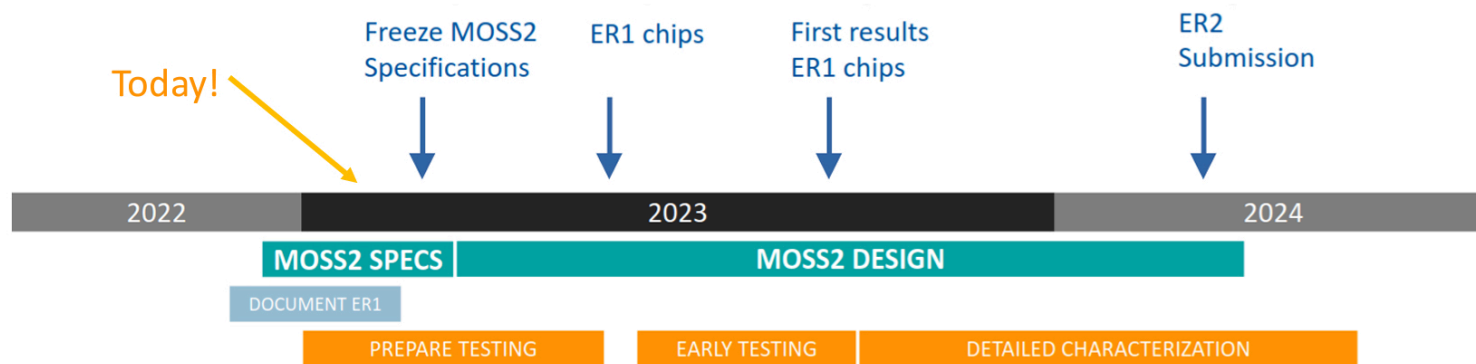 Freeze MOSS2
Specifications
ER1 chips
First results
ER1 chips
ER2
Submission
Today!
2022
2023
2024
MOSS2 SPECS
MOSS2 DESIGN
DOCUMENT ER1
PREPARE TESTING
EARLY TESTING
DETAILED CHARACTERIZATION